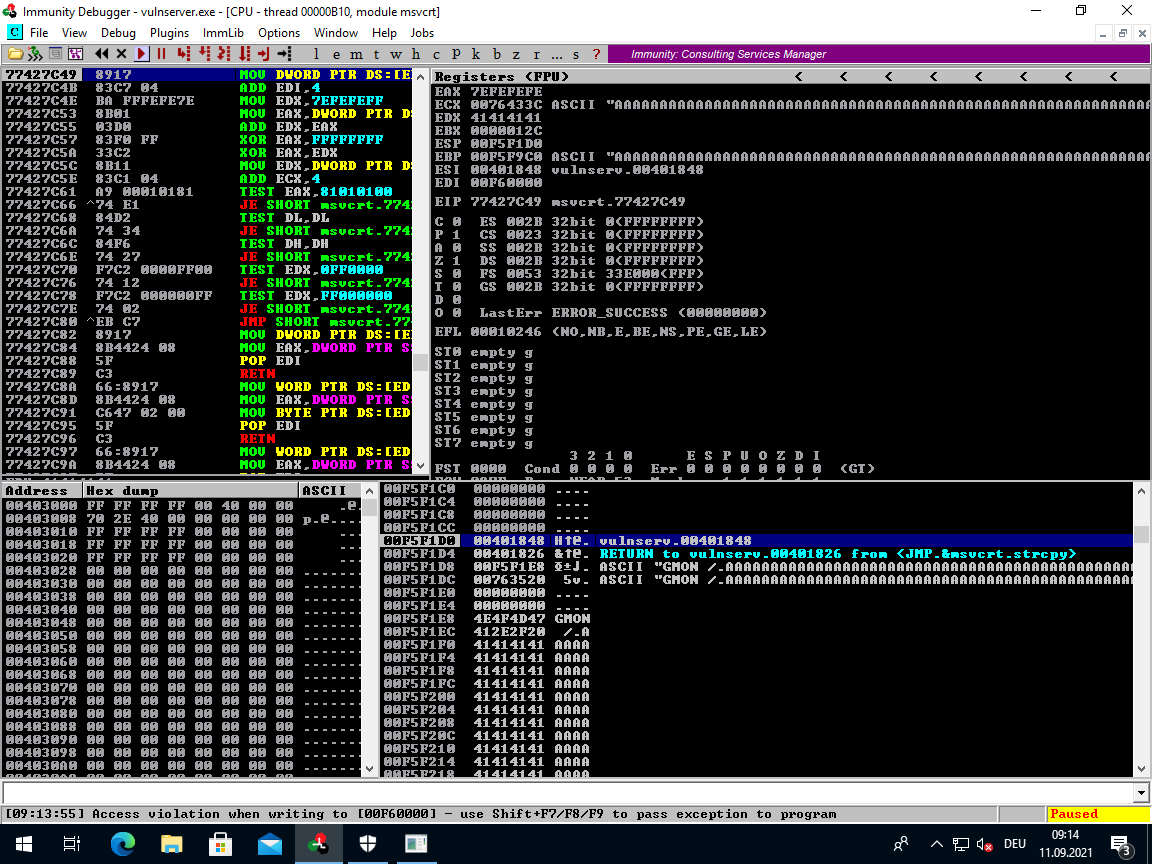 Immunity Debugger - vulnserver.exe - [CPU - thread 00000B10, module msvcrt]
C File View Debug Plugins ImmLib Options Window Help Jobs
l e m t w h c P k b z r ... s ? Immunity: Consulting Services Manager
77427C49 8917 MOV DWORD PTR DS:[E
77427C4B 83C7 04 ADD EDI,4
77427C4E BA FFFEFE7E MOV EDX,7EFEFEFF
77427C53 8B01 MOV EAX,DWORD PTR D
77427C55 03D0 ADD EDX,EAX
77427C57 83F0 FF XOR EAX,FFFFFFFF
77427C5A 33C2 XOR EAX,EDX
77427C5C 8B11 MOV EDX,DWORD PTR D
77427C5E 83C1 04 ADD ECX,4
77427C61 A9 00010181 TEST EAX,81010100
77427C66 ^74 E1 JE SHORT msvcrt.774
77427C68 84D2 TEST DL,DL
77427C6A 74 34 JE SHORT msvcrt.774
77427C6C 84F6 TEST DH,DH
77427C6E 74 27 JE SHORT msvcrt.774
77427C70 F7C2 0000FF00 TEST EDX,0FF0000
77427C76 74 12 JE SHORT msvcrt.774
77427C78 F7C2 000000FF TEST EDX,FF000000
77427C7E 74 02 JE SHORT msvcrt.774
77427C80 ^EB C7 JMP SHORT msvcrt.77
77427C82 8917 MOV DWORD PTR DS:[E
77427C84 8B4424 08 MOV EAX,DWORD PTR S
77427C88 5F POP EDI
77427C89 C3 RETN
77427C8A 66:8917 MOV WORD PTR DS:[ED
77427C8D 8B4424 08 MOV EAX,DWORD PTR S
77427C91 C647 02 00 MOV BYTE PTR DS:[ED
77427C95 5F POP EDI
77427C96 C3 RETN
77427C97 66:8917 MOV WORD PTR DS:[ED
77427C9A 8B4424 08 MOV EAX,DWORD PTR S
Registers (FPU) < < < < < < < <
EAX 7EFEFEFE
ECX 0076433C ASCII "AAAAAAAAAAAAAAAAAAAAAAAAAAAAAAAAAAAAAAAAAAAAAAAAAAAAAAAAAAA
EDX 41414141
EBX 0000012C
ESP 00F5F1D0
EBP 00F5F9C0 ASCII "AAAAAAAAAAAAAAAAAAAAAAAAAAAAAAAAAAAAAAAAAAAAAAAAAAAAAAAAAAA
ESI 00401848 vulnserv.00401848
EDI 00F60000
EIP 77427C49 msvcrt.77427C49
C 0 ES 002B 32bit 0(FFFFFFFF)
P 1 CS 0023 32bit 0(FFFFFFFF)
A 0 SS 002B 32bit 0(FFFFFFFF)
Z 1 DS 002B 32bit 0(FFFFFFFF)
S 0 FS 0053 32bit 33E000(FFF)
T 0 GS 002B 32bit 0(FFFFFFFF)
D 0
O 0 LastErr ERROR_SUCCESS (00000000)
EFL 00010246 (NO,NB,E,BE,NS,PE,GE,LE)
ST0 empty g
ST1 empty g
ST2 empty g
ST3 empty g
ST4 empty g
ST5 empty g
ST6 empty g
ST7 empty g
3 2 1 0 E S P U O Z D I
FST 0000 Cond 0 0 0 0 Err 0 0 0 0 0 0 0 0 (GT)
Address Hex dump ASCII
00403000 FF FF FF FF 00 40 00 00 .@.
00403008 70 2E 40 00 00 00 00 00 p.@....
00403010 FF FF FF FF 00 00 00 00 ...
00403018 FF FF FF FF 00 00 00 00 ...
00403020 FF FF FF FF 00 00 00 00 ...
00403028 00 00 00 00 00 00 00 00 .......
00403030 00 00 00 00 00 00 00 00 .......
00403038 00 00 00 00 00 00 00 00 .......
00403040 00 00 00 00 00 00 00 00 .......
00403048 00 00 00 00 00 00 00 00 .......
00403050 00 00 00 00 00 00 00 00 .......
00403058 00 00 00 00 00 00 00 00 .......
00403060 00 00 00 00 00 00 00 00 .......
00403068 00 00 00 00 00 00 00 00 .......
00403070 00 00 00 00 00 00 00 00 .......
00403078 00 00 00 00 00 00 00 00 .......
00403080 00 00 00 00 00 00 00 00 .......
00403088 00 00 00 00 00 00 00 00 .......
00403090 00 00 00 00 00 00 00 00 .......
00403098 00 00 00 00 00 00 00 00 .......
004030A0 00 00 00 00 00 00 00 00 .......
00F5F1C0 00000000 ....
00F5F1C4 00000000 ....
00F5F1C8 00000000 ....
00F5F1CC 00000000 ....
00F5F1D0 00401848 H↑@. vulnserv.00401848
00F5F1D4 00401826 &↑@. RETURN to vulnserv.00401826 from <JMP.&msvcrt.strcpy>
00F5F1D8 00F5F1E8 ASCII "GMON /.AAAAAAAAAAAAAAAAAAAAAAAAAAAAAAAAAAAAAAAAAAAAA
00F5F1DC 00763520 5v. ASCII "GMON /.AAAAAAAAAAAAAAAAAAAAAAAAAAAAAAAAAAAAAAAAAAAAA
00F5F1E0 00000000 ....
00F5F1E4 00000000 ....
00F5F1E8 4E4F4D47 GMON
00F5F1EC 412E2F20 /.A
00F5F1F0 41414141 AAAA
00F5F1F4 41414141 AAAA
00F5F1F8 41414141 AAAA
00F5F1FC 41414141 AAAA
00F5F200 41414141 AAAA
00F5F204 41414141 AAAA
00F5F208 41414141 AAAA
00F5F20C 41414141 AAAA
00F5F210 41414141 AAAA
00F5F214 41414141 AAAA
00F5F218 41414141 AAAA
[09:13:55] Access violation when writing to [00F60000] - use Shift+F7/F8/F9 to pass exception to program Paused
DEU 09:14
11.09.2021 3